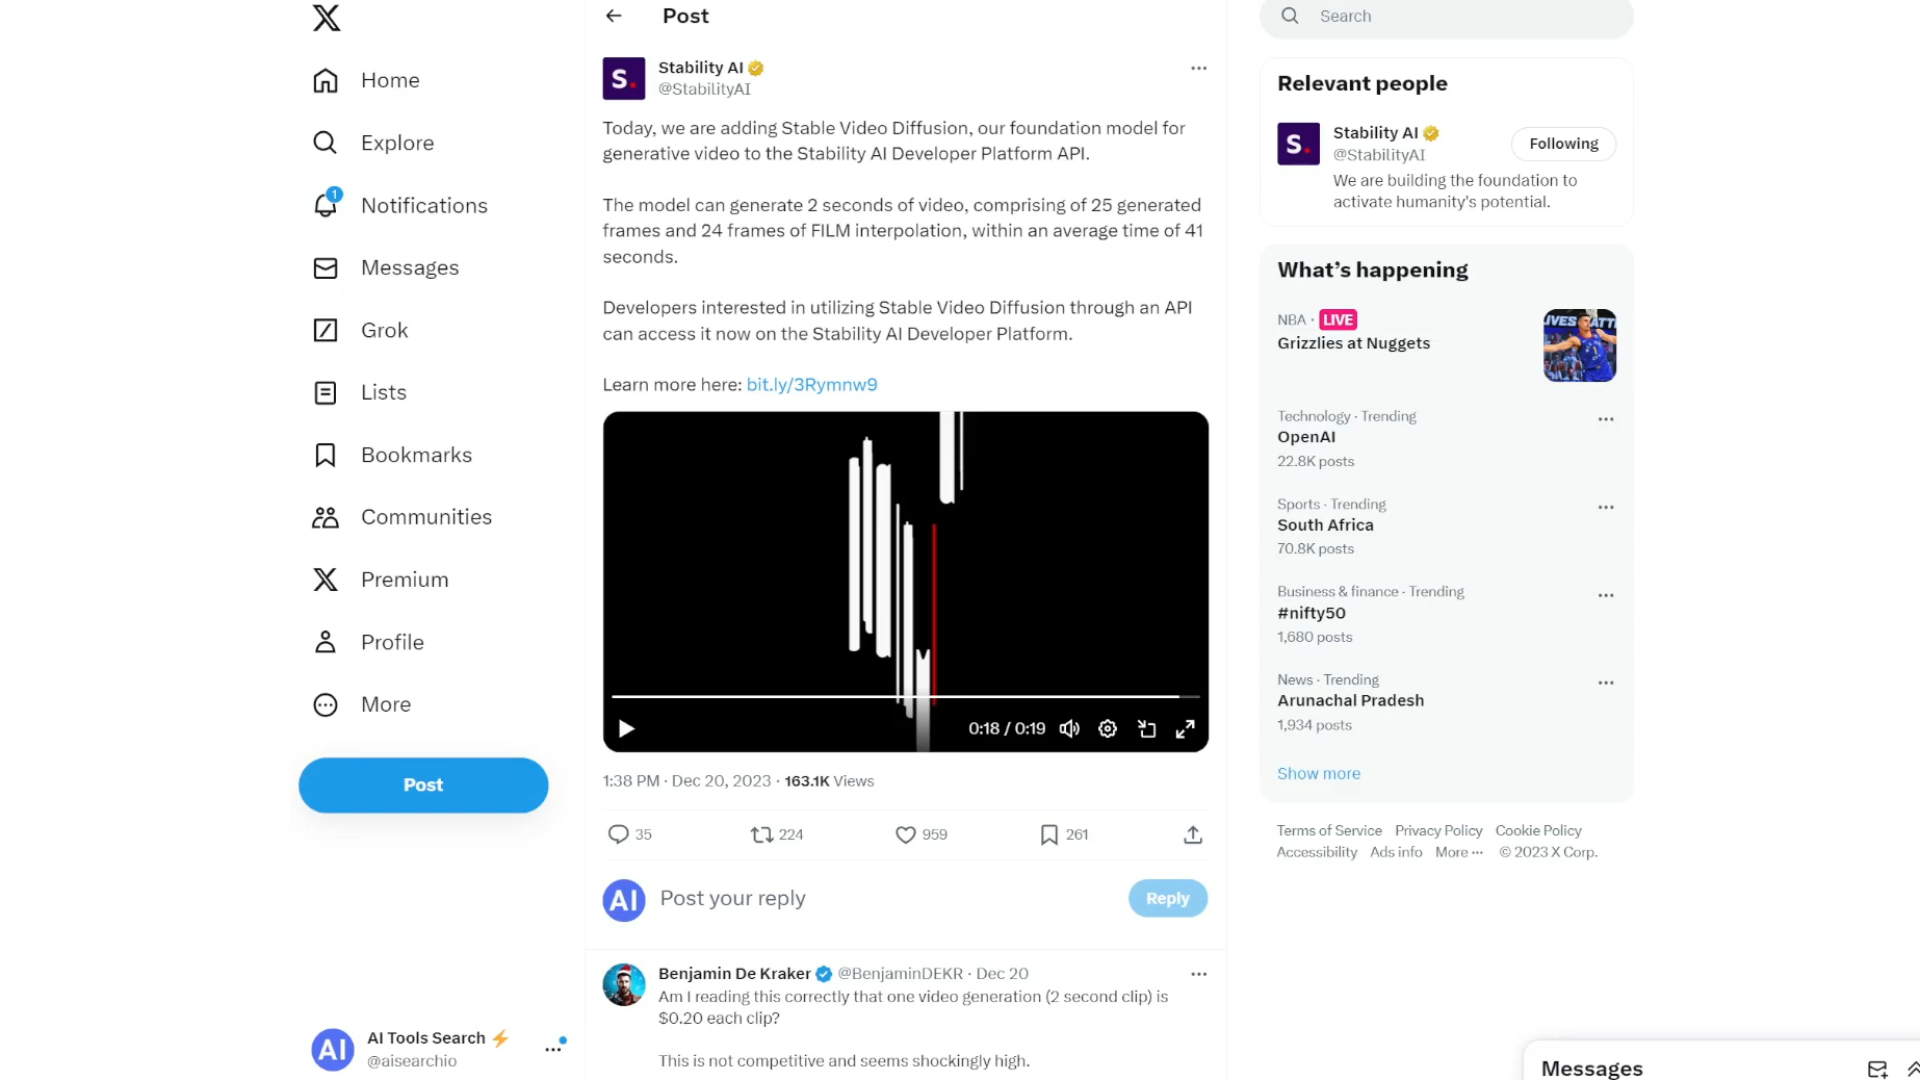 Home
Explore
1
Notifications
Messages
Grok
Lists
Bookmarks
Communities
Premium
Profile
More
Post
AI
AI Tools Search
@aisearchio
Post
S.
Stability AI
@StabilityAI
Today, we are adding Stable Video Diffusion, our foundation model for
generative video to the Stability AI Developer Platform API.
The model can generate 2 seconds of video, comprising of 25 generated
frames and 24 frames of FILM interpolation, within an average time of 41
seconds.
Developers interested in utilizing Stable Video Diffusion through an API
can access it now on the Stability AI Developer Platform.
Learn more here: bit.ly/3Rymnw9
0:18 / 0:19
1:38 PM · Dec 20, 2023 · 163.1K Views
35 224 959 261
AI
Post your reply
Reply
Benjamin De Kraker @BenjaminDEKR · Dec 20
Am I reading this correctly that one video generation (2 second clip) is
$0.20 each clip?
This is not competitive and seems shockingly high.
Search
Relevant people
S.
Stability AI
@StabilityAI
Following
We are building the foundation to
activate humanity's potential.
What's happening
NBA · LIVE
Grizzlies at Nuggets
Technology · Trending
OpenAI
22.8K posts
Sports · Trending
South Africa
70.8K posts
Business & finance · Trending
#nifty50
1,680 posts
News · Trending
Arunachal Pradesh
1,934 posts
Show more
Terms of Service Privacy Policy Cookie Policy
Accessibility Ads info More ··· © 2023 X Corp.
Messages